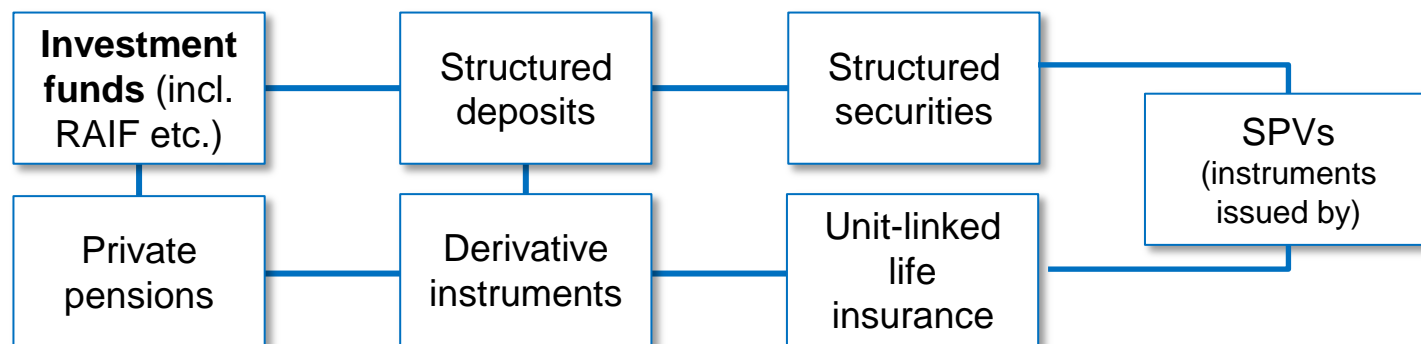 Investment
funds (incl.
RAIF etc.)
Structured
deposits
Structured
securities
SPVs
(instruments
issued by)
Private
pensions
Derivative
instruments
Unit-linked
life
insurance